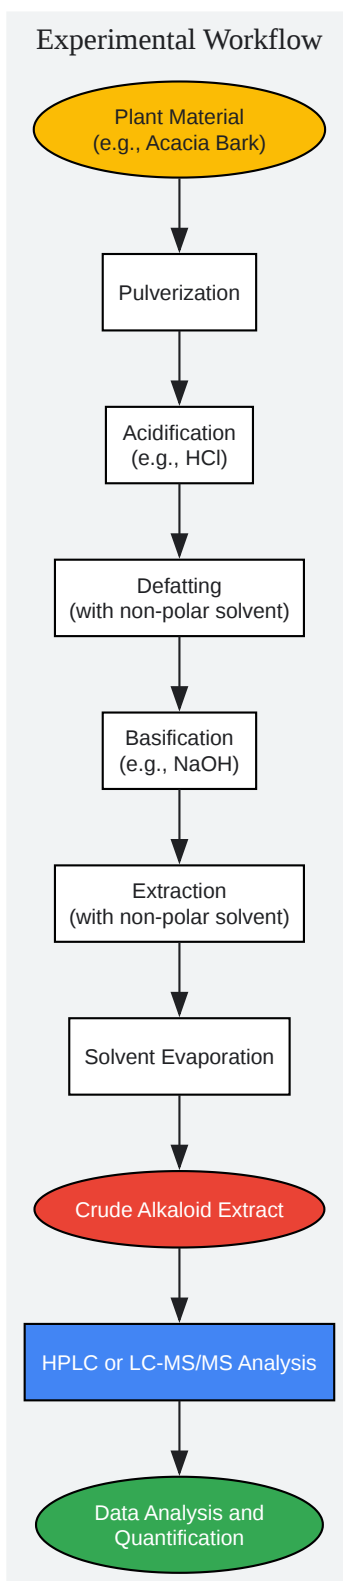 Experimental Workflow
Plant Material
(e.g., Acacia Bark)
Pulverization
Acidification
(e.g., HCl)
Defatting
(with non-polar solvent)
Basification
(e.g., NaOH)
Extraction
(with non-polar solvent)
Solvent Evaporation
Crude Alkaloid Extract
HPLC or LC-MS/MS Analysis
Data Analysis and
Quantification